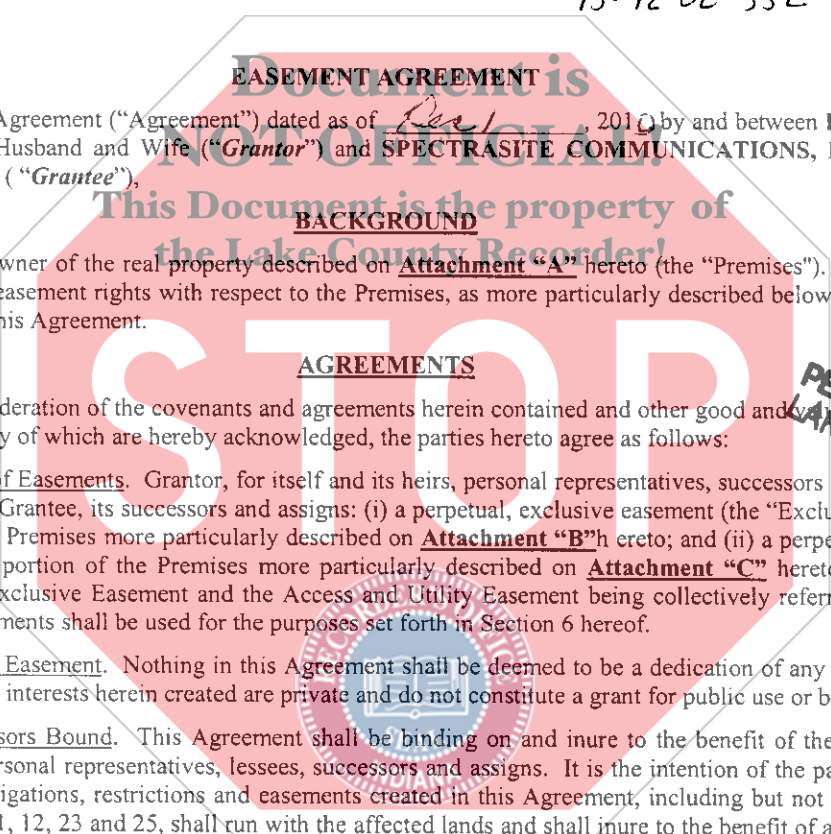 EASEMENT AGREEMENT
Document is
Agreement ("Agreement") dated as of Dec 1, 2010 by and between
NOT OFFICIAL!
Husband and Wife ("Grantor") and SPECTRASITE COMMUNICATIONS,
( "Grantee"),
This Document is the property of
BACKGROUND
the Lake County Recorder!
wner of the real property described on Attachment "A" hereto (the "Premises").
easement rights with respect to the Premises, as more particularly described below
his Agreement.
STOP
AGREEMENTS
deration of the covenants and agreements herein contained and other good and
y of which are hereby acknowledged, the parties hereto agree as follows:
f Easements. Grantor, for itself and its heirs, personal representatives, successors
Grantee, its successors and assigns: (i) a perpetual, exclusive easement (the "Exclu
Premises more particularly described on Attachment "B"h ereto; and (ii) a perpe
portion of the Premises more particularly described on Attachment "C" hereto
xclusive Easement and the Access and Utility Easement being collectively referr
ments shall be used for the purposes set forth in Section 6 hereof.
Easement. Nothing in this Agreement shall be deemed to be a dedication of any
interests herein created are private and do not constitute a grant for public use or b
sors Bound. This Agreement shall be binding on and inure to the benefit of the
rsonal representatives, lessees, successors and assigns. It is the intention of the pa
igations, restrictions and easements created in this Agreement, including but not
1, 12, 23 and 25, shall run with the affected lands and shall inure to the benefit of a